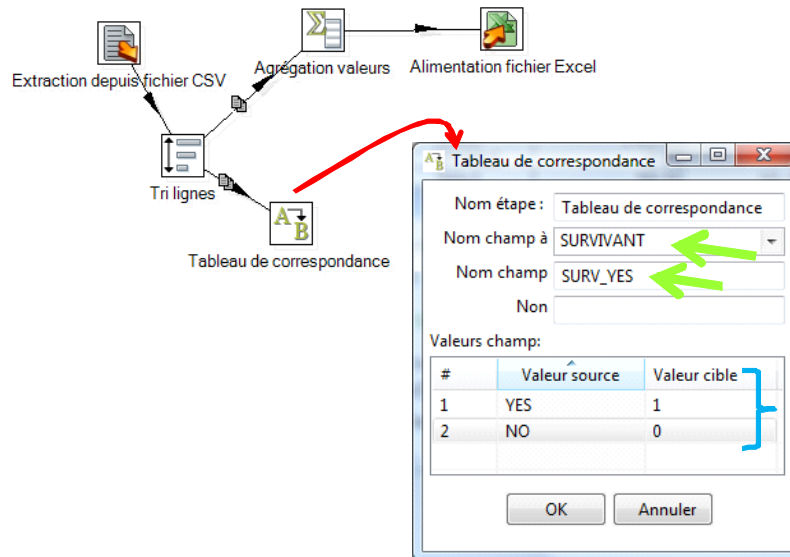 Extraction depuis fichier CSV
Agrégation valeurs
Alimentation fichier Excel
Tri lignes
Tableau de correspondance
Tableau de correspondance
Nom étape : Tableau de correspondance
Nom champ à SURVIVANT
Nom champ SURV_YES
Non
Valeurs champ:
# Valeur source Valeur cible
1 YES 1
2 NO 0
OK Annuler